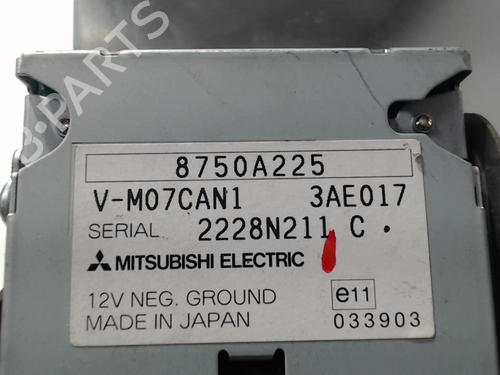 B-PARTS
8750A225
V-M07CAN1 3AE017
SERIAL 2228N211 C .
MITSUBISHI ELECTRIC
12V NEG. GROUND e11
MADE IN JAPAN 033903